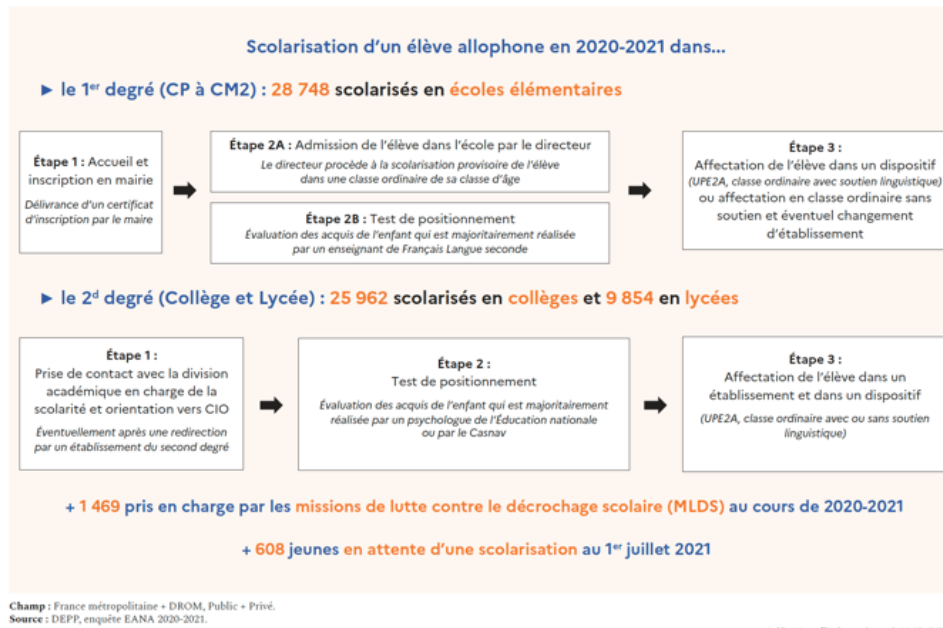 Scolarisation d'un élève allophone en 2020-2021 dans...
► le 1er degré (CP à CM2) : 28 748 scolarisés en écoles élémentaires
Étape 1 : Accueil et
inscription en mairie
Délivrance d'un certificat
d'inscription par le maire
Étape 2A : Admission de l'élève dans l'école par le directeur
Le directeur procède à la scolarisation provisoire de l'élève
dans une classe ordinaire de sa classe d'âge
Étape 2B : Test de positionnement
Évaluation des acquis de l'enfant qui est majoritairement réalisée
par un enseignant de Français Langue seconde
Étape 3 :
Affectation de l'élève dans un dispositif
(UPE2A, classe ordinaire avec soutien linguistique)
ou affectation en classe ordinaire sans
soutien et éventuel changement
d'établissement
► le 2d degré (Collège et Lycée) : 25 962 scolarisés en collèges et 9 854 en lycées
Étape 1 :
Prise de contact avec la division
académique en charge de la
scolarité et orientation vers CIO
Éventuellement après une redirection
par un établissement du second degré
Étape 2 :
Test de positionnement
Évaluation des acquis de l'enfant qui est majoritairement
réalisée par un psychologue de l'Éducation nationale
ou par le Casnav
Étape 3 :
Affectation de l'élève dans un
établissement et dans un dispositif
(UPE2A, classe ordinaire avec ou sans soutien
linguistique)
+ 1 469 pris en charge par les missions de lutte contre le décrochage scolaire (MLDS) au cours de 2020-2021
+ 608 jeunes en attente d'une scolarisation au 1er juillet 2021
Champ : France métropolitaine + DROM, Public + Privé.
Source : DEPP, enquête EANA 2020-2021.